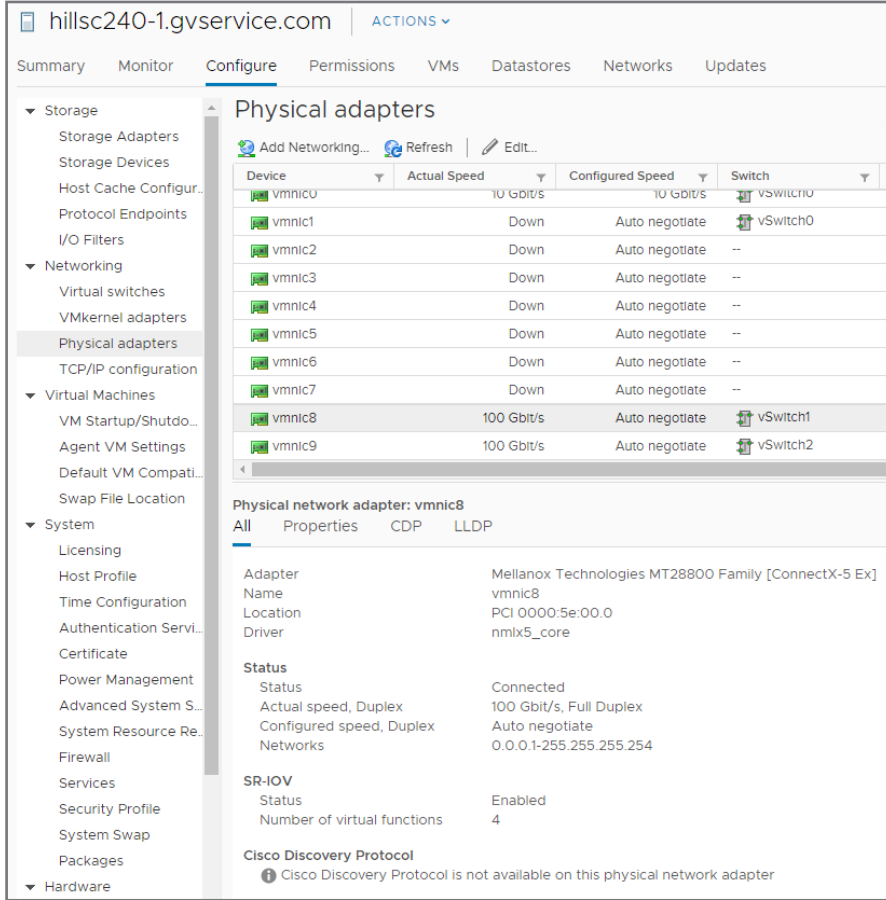 hillsc240-1.gvservice.com ACTIONS
Summary Monitor Configure Permissions VMs Datastores Networks Updates
Storage
Storage Adapters
Storage Devices
Host Cache Configur..
Protocol Endpoints
I/O Filters
Networking
Virtual switches
VMkernel adapters
Physical adapters
TCP/IP configuration
Virtual Machines
VM Startup/Shutdo...
Agent VM Settings
Default VM Compati...
Swap File Location
System
Licensing
Host Profile
Time Configuration
Authentication Servi...
Certificate
Power Management
Advanced System S...
System Resource Re..
Firewall
Services
Security Profile
System Swap
Packages
Hardware
Physical adapters
Add Networking... Refresh Edit...
Device Actual Speed Configured Speed Switch
vmnic0 10 Gbit/s 10 Gbit/s vSwitch0
vmnic1 Down Auto negotiate vSwitch0
vmnic2 Down Auto negotiate --
vmnic3 Down Auto negotiate --
vmnic4 Down Auto negotiate --
vmnic5 Down Auto negotiate --
vmnic6 Down Auto negotiate --
vmnic7 Down Auto negotiate --
vmnic8 100 Gbit/s Auto negotiate vSwitch1
vmnic9 100 Gbit/s Auto negotiate vSwitch2
Physical network adapter: vmnic8
All Properties CDP LLDP
Adapter Mellanox Technologies MT28800 Family [ConnectX-5 Ex]
Name vmnic8
Location PCI 0000:5e:00.0
Driver nmlx5_core
Status
Status Connected
Actual speed, Duplex 100 Gbit/s, Full Duplex
Configured speed, Duplex Auto negotiate
Networks 0.0.0.1-255.255.255.254
SR-IOV
Status Enabled
Number of virtual functions 4
Cisco Discovery Protocol
Cisco Discovery Protocol is not available on this physical network adapter